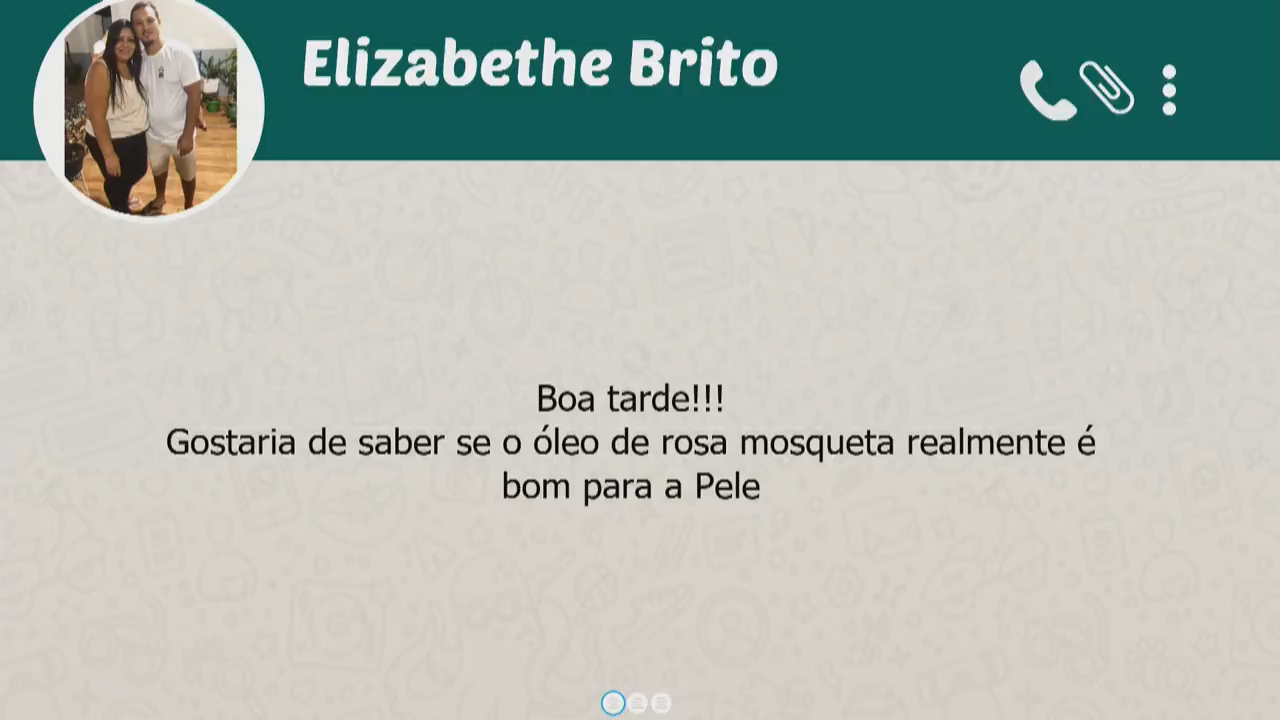 Elizabethe Brito
Boa tarde!!!
Gostaria de saber se o óleo de rosa mosqueta realmente é
bom para a Pele